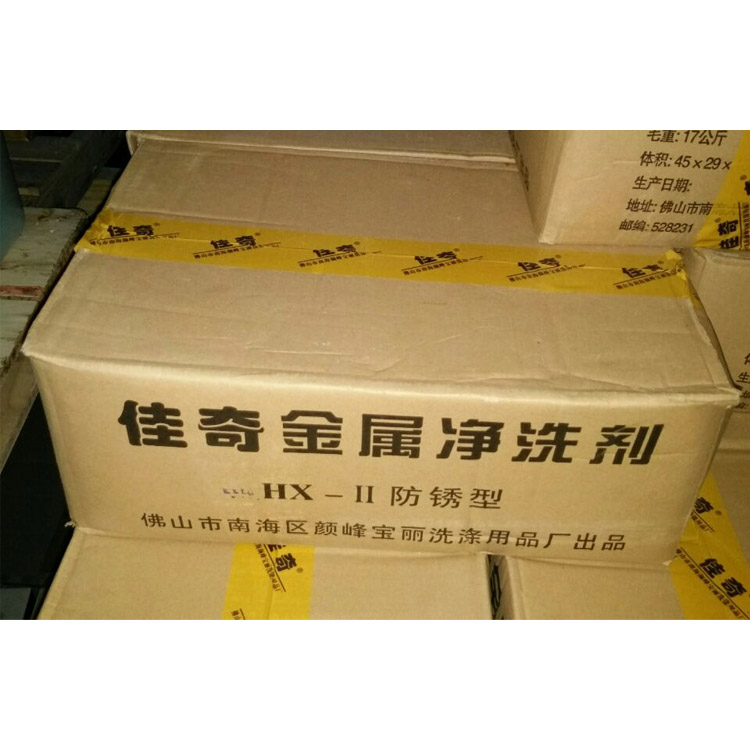 毛重: 17公斤
体积: 45×29×
生产日期:
地址: 佛山市南
邮编: 528231
佳奇
佳奇
佳奇
佳奇®
佳奇®
佳奇金属净洗剂
HX-II 防锈型
佛山市南海区颜峰宝丽洗涤用品厂出品
佳奇®
佳奇